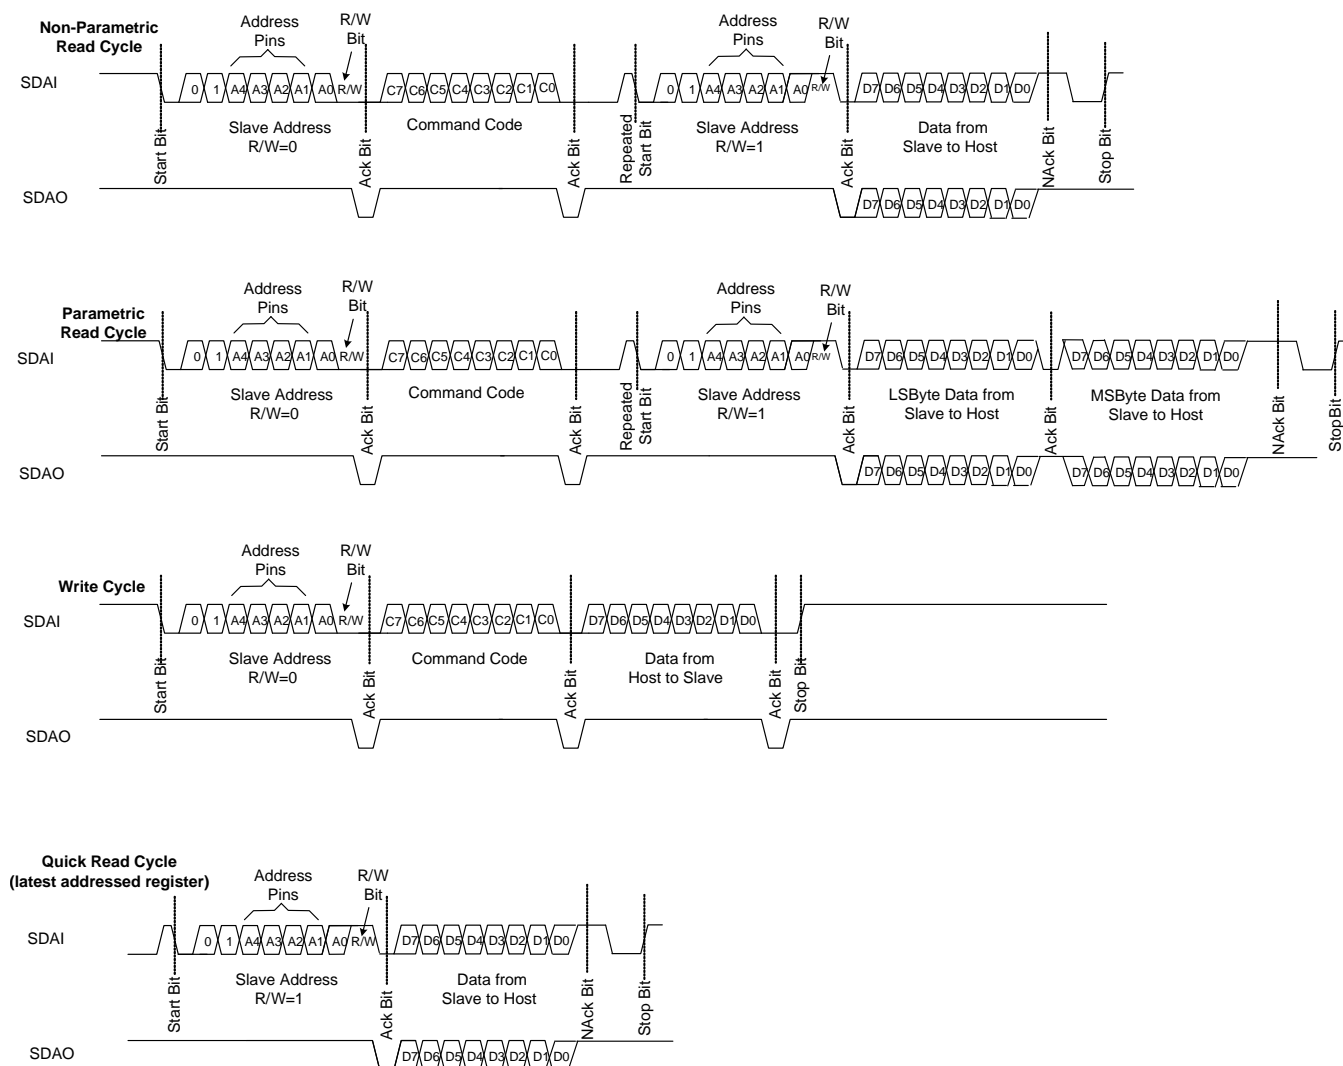 Non-Parametric
Read Cycle
Address
Pins
R/W
Bit
Address
Pins
R/W
Bit
SDAI
0 1 A4 A3 A2 A1 A0 R/W C7 C6 C5 C4 C3 C2 C1 C0 0 1 A4 A3 A2 A1 A0 R/W D7 D6 D5 D4 D3 D2 D1 D0
Start Bit
Slave Address
R/W=0
Ack Bit
Command Code
Ack Bit
Repeated
Start Bit
Slave Address
R/W=1
Ack Bit
Data from
Slave to Host
NAck Bit
Stop Bit
SDAO
D7 D6 D5 D4 D3 D2 D1 D0
Parametric
Read Cycle
Address
Pins
R/W
Bit
Address
Pins
R/W
Bit
SDAI
0 1 A4 A3 A2 A1 A0 R/W C7 C6 C5 C4 C3 C2 C1 C0 0 1 A4 A3 A2 A1 A0 R/W D7 D6 D5 D4 D3 D2 D1 D0 D7 D6 D5 D4 D3 D2 D1 D0
Start Bit
Slave Address
R/W=0
Ack Bit
Command Code
Ack Bit
Repeated
Start Bit
Slave Address
R/W=1
Ack Bit
LSByte Data from
Slave to Host
Ack Bit
MSByte Data from
Slave to Host
NAck Bit
Stop Bit
SDAO
D7 D6 D5 D4 D3 D2 D1 D0 D7 D6 D5 D4 D3 D2 D1 D0
Write Cycle
Address
Pins
R/W
Bit
SDAI
0 1 A4 A3 A2 A1 A0 R/W C7 C6 C5 C4 C3 C2 C1 C0 D7 D6 D5 D4 D3 D2 D1 D0
Start Bit
Slave Address
R/W=0
Ack Bit
Command Code
Ack Bit
Data from
Host to Slave
Ack Bit
Stop Bit
SDAO
Quick Read Cycle
(latest addressed register)
Address
Pins
R/W
Bit
SDAI
0 1 A4 A3 A2 A1 A0 R/W D7 D6 D5 D4 D3 D2 D1 D0
Start Bit
Slave Address
R/W=1
Ack Bit
Data from
Slave to Host
NAck Bit
Stop Bit
SDAO
D7 D6 D5 D4 D3 D2 D1 D0